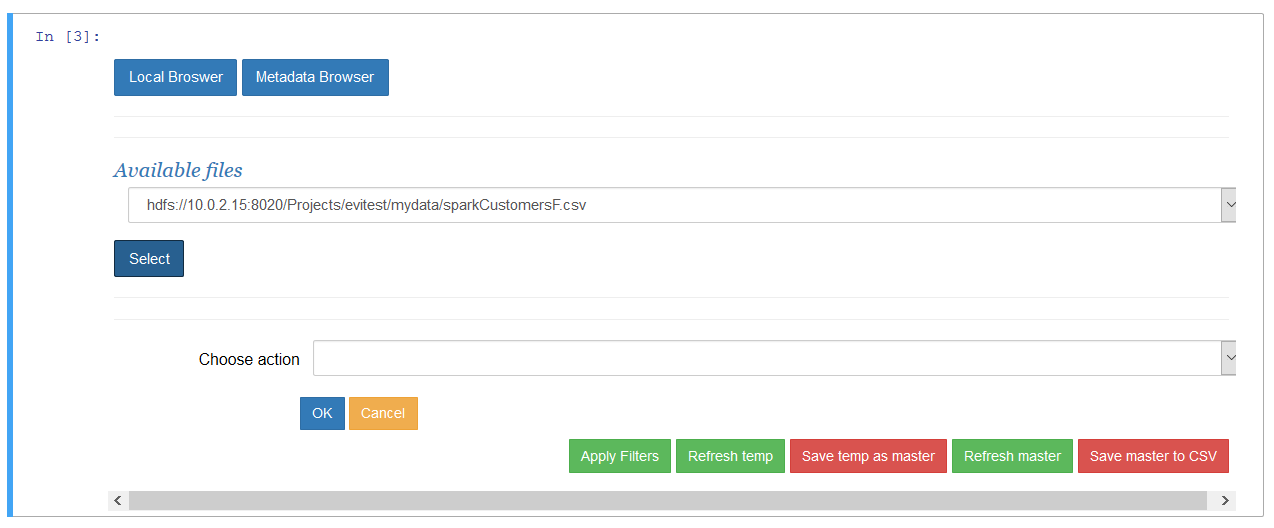 In [3]:
Local Broswer Metadata Browser
Available files
hdfs://10.0.2.15:8020/Projects/evitest/mydata/sparkCustomersF.csv
Select
Choose action
OK Cancel
Apply Filters Refresh temp Save temp as master Refresh master Save master to CSV